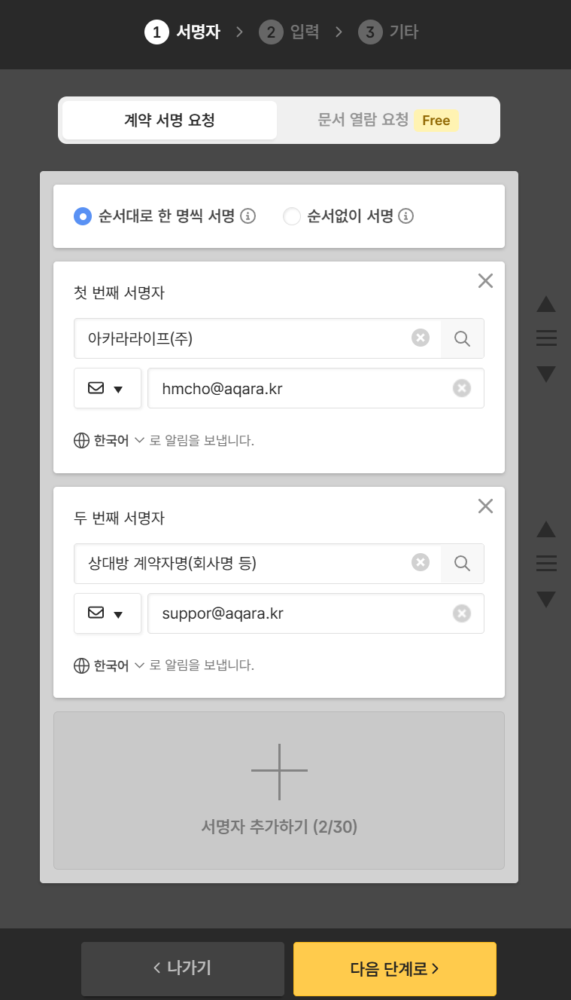 1 서명자 > 2 입력 > 3 기타
계약 서명 요청
문서 열람 요청 Free
순서대로 한 명씩 서명 순서없이 서명
첫 번째 서명자
아카라라이프(주)
hmcho@aqara.kr
한국어 로 알림을 보냅니다.
두 번째 서명자
상대방 계약자명(회사명 등)
suppor@aqara.kr
한국어 로 알림을 보냅니다.
서명자 추가하기 (2/30)
< 나가기
다음 단계로 >